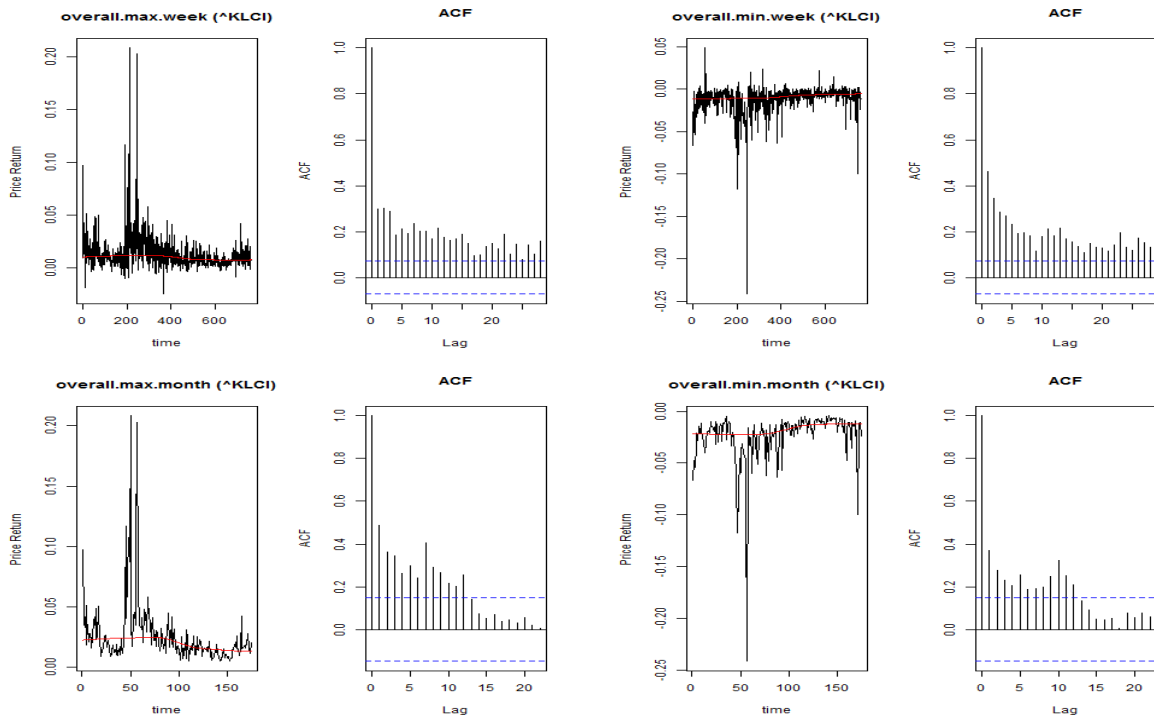 overall.max.week (^KLCI)
Price Return
0.00 0.05 0.10 0.15 0.20
0 200 400 600
time
ACF
ACF
0.0 0.2 0.4 0.6 0.8 1.0
0 5 10 20
Lag
overall.min.week (^KLCI)
Price Return
-0.25 -0.20 -0.15 -0.10 -0.05 0.00 0.05
0 200 400 600
time
ACF
ACF
0.0 0.2 0.4 0.6 0.8 1.0
0 5 10 20
Lag
overall.max.month (^KLCI)
Price Return
0.00 0.05 0.10 0.15 0.20
0 50 100 150
time
ACF
ACF
0.0 0.2 0.4 0.6 0.8 1.0
0 5 10 15 20
Lag
overall.min.month (^KLCI)
Price Return
-0.25 -0.20 -0.15 -0.10 -0.05 0.00
0 50 100 150
time
ACF
ACF
0.0 0.2 0.4 0.6 0.8 1.0
0 5 10 15 20
Lag